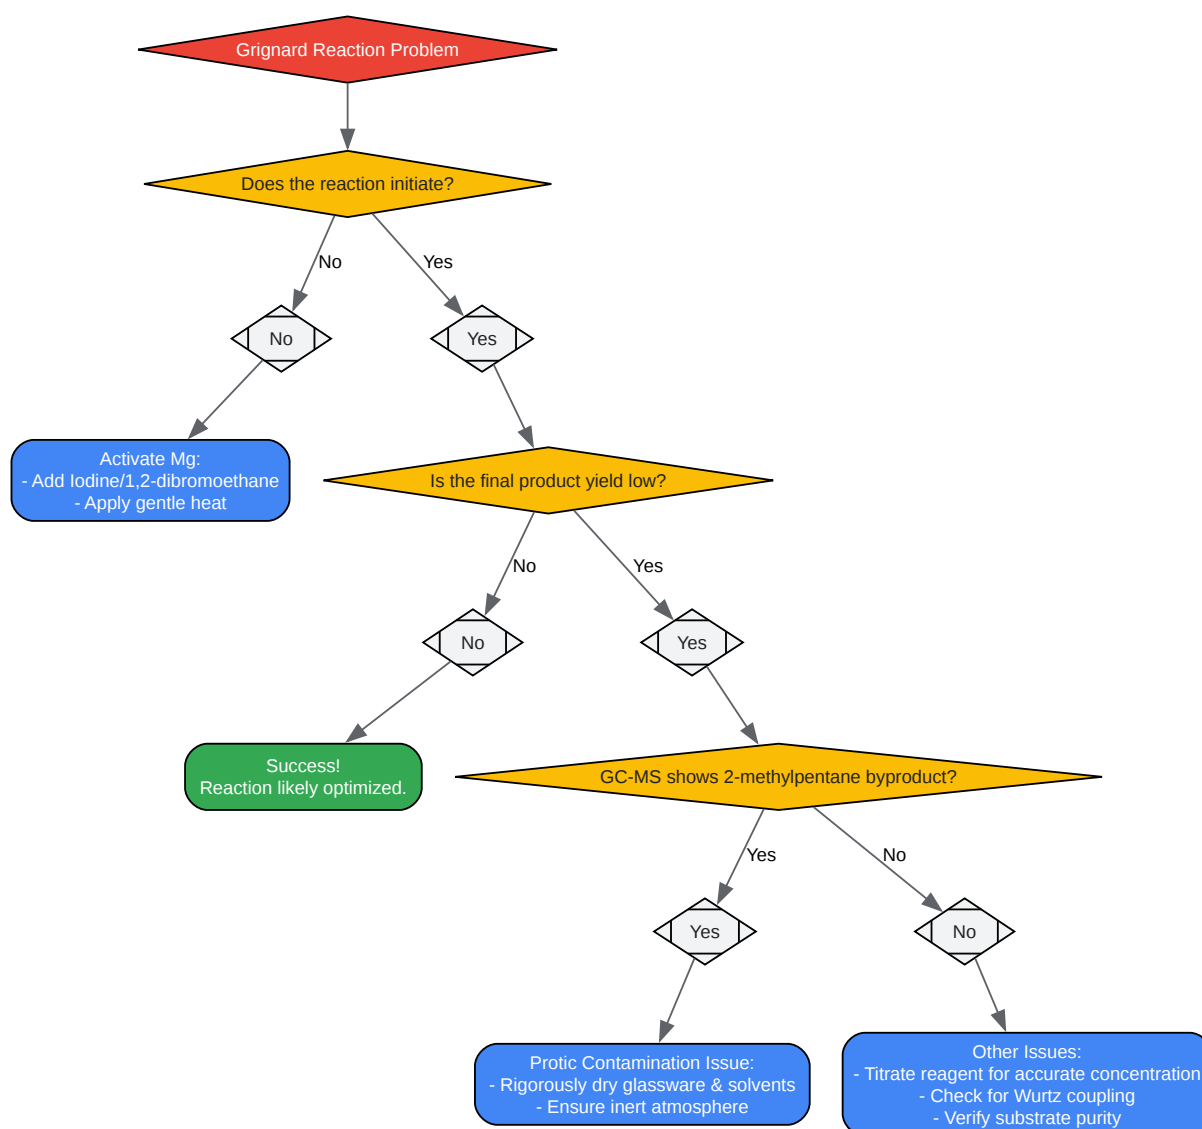 Grignard Reaction Problem
Does the reaction initiate?
No
Yes
No
Yes
Activate Mg:
- Add Iodine/1,2-dibromoethane
- Apply gentle heat
Is the final product yield low?
No
Yes
No
Yes
Success!
Reaction likely optimized.
GC-MS shows 2-methylpentane byproduct?
Yes
No
Yes
No
Protic Contamination Issue:
- Rigorously dry glassware & solvents
- Ensure inert atmosphere
Other Issues:
- Titrate reagent for accurate concentration
- Check for Wurtz coupling
- Verify substrate purity